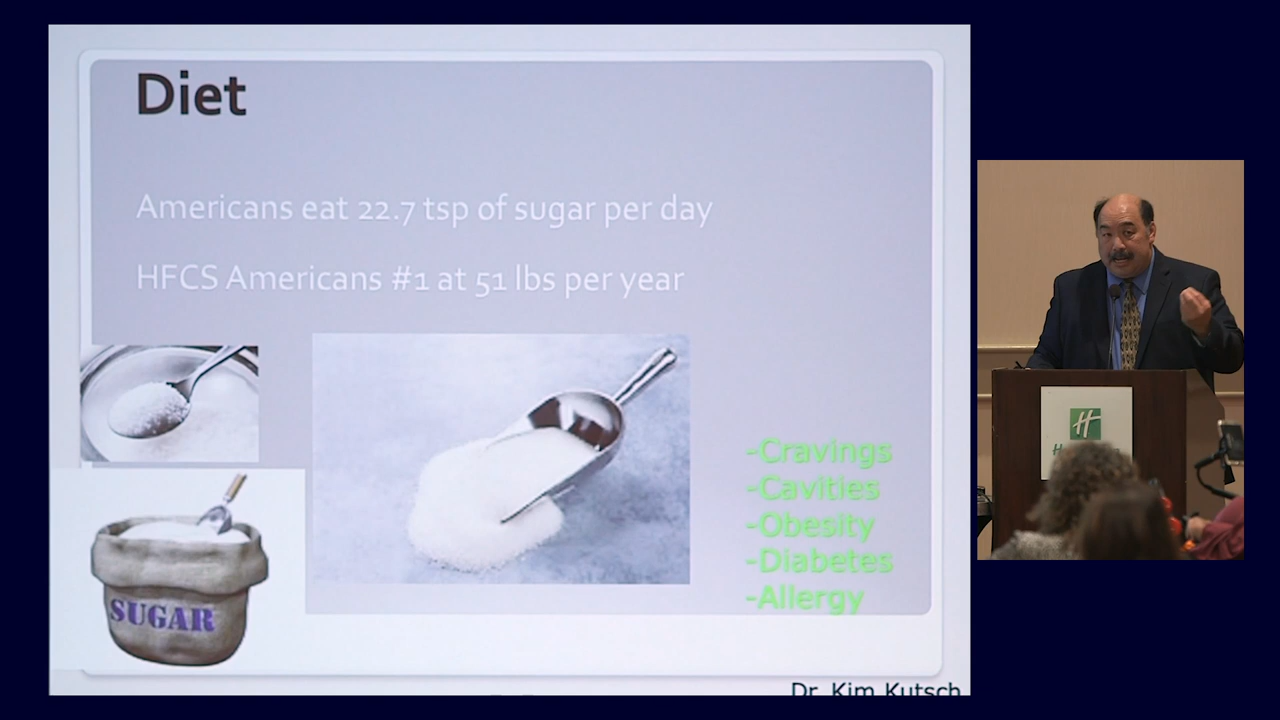 Diet
Americans eat 22.7 tsp of sugar per day
HFCS Americans #1 at 51 lbs per year
SUGAR
-Cravings
-Cavities
-Obesity
-Diabetes
-Allergy
Dr. Kim Kutsch
H